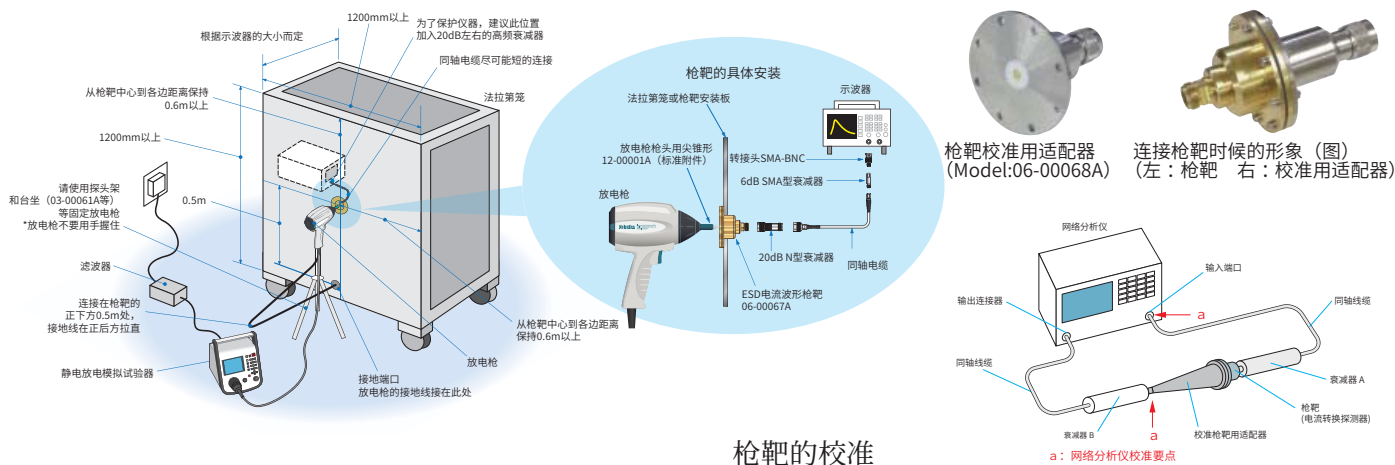 1200mm以上
根据示波器的大小而定
为了保护仪器，建议此位置
加入20dB左右的高频衰减器
同轴电缆尽可能短的连接
从枪靶中心到各边距离保持
0.6m以上
法拉第笼
1200mm以上
请使用探头架
和台坐（03-00061A等）
等固定放电枪
*放电枪不要用手握住
0.5m
滤波器
连接在枪靶的
正下方0.5m处，
接地线在正后方拉直
静电放电模拟试验器
接地端口
放电枪的接地线接在此处
放电枪
从枪靶中心到各边距离
保持0.6m以上
枪靶的具体安装
法拉第笼或枪靶安装板
示波器
放电枪枪头用尖锥形
12-00001A（标准附件）
转接头SMA-BNC
6dB SMA型衰减器
放电枪
20dB N型衰减器
同轴电缆
ESD电流波形枪靶
06-00067A
枪靶校准用适配器
（Model:06-00068A）
连接枪靶时候的形象（图）
（左：枪靶　右：校准用适配器）
网络分析仪
输入端口
输出连接器
a
同轴线缆
同轴线缆
衰减器 A
枪靶
(电流转换探测器)
衰减器 B
a
校准枪靶用适配器
a：网络分析仪校准要点
枪靶的校准